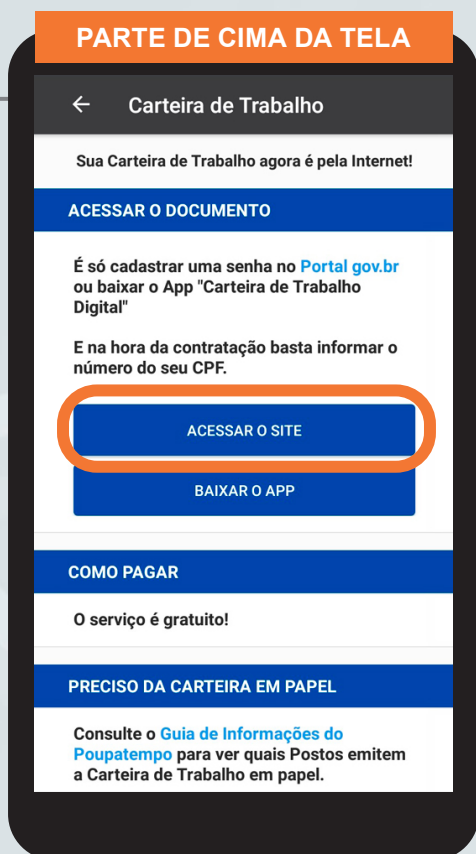 PARTE DE CIMA DA TELA
Carteira de Trabalho
Sua Carteira de Trabalho agora é pela Internet!
ACESSAR O DOCUMENTO
É só cadastrar uma senha no Portal gov.br
ou baixar o App "Carteira de Trabalho
Digital"
E na hora da contratação basta informar o
número do seu CPF.
ACESSAR O SITE
BAIXAR O APP
COMO PAGAR
O serviço é gratuito!
PRECISO DA CARTEIRA EM PAPEL
Consulte o Guia de Informações do
Poupatempo para ver quais Postos emitem
a Carteira de Trabalho em papel.